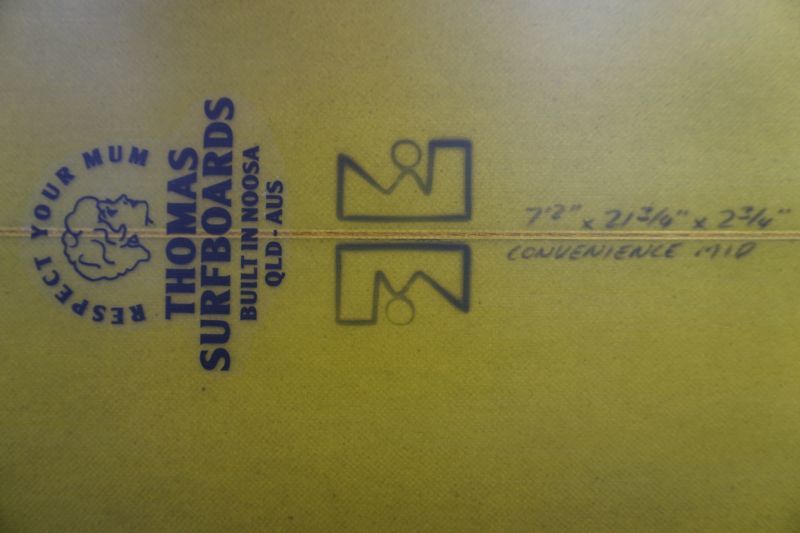 RESPECT YOUR MUM
THOMAS
SURFBOARDS
BUILT IN NOOSA
QLD - AUS
7'2" x 21 3/4" x 2 3/4"
CONVENIENCE MID